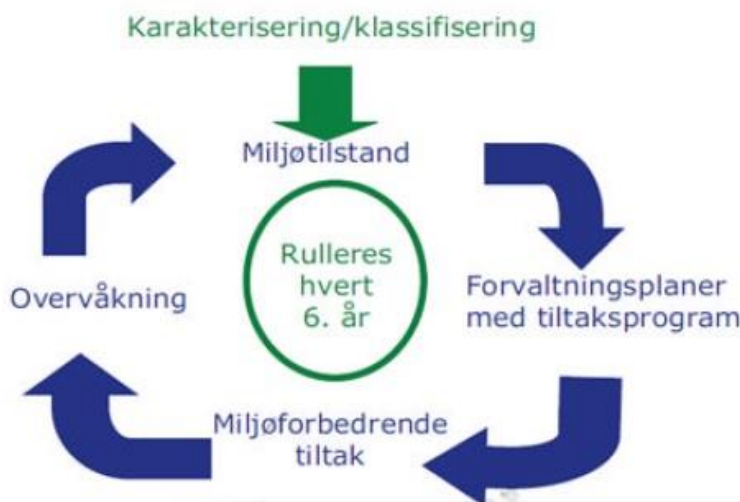 Karakterisering/klassifisering
Miljøtilstand
Rulleres
hvert
6. år
Forvaltningsplaner
med tiltaksprogram
Overvåkning
Miljøforbedrende
tiltak